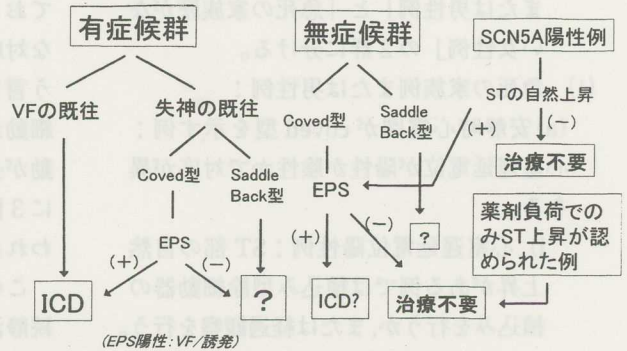 有症候群
無症候群
SCN5A陽性例
VFの既往
失神の既往
Coved型
Saddle
Back型
STの自然上昇
(+)
(−)
治療不要
Coved型
Saddle
Back型
EPS
薬剤負荷での
みST上昇が認
められた例
EPS
(+)
(−)
(+)
(−)
?
ICD
?
ICD?
治療不要
(EPS陽性:VF/誘発)